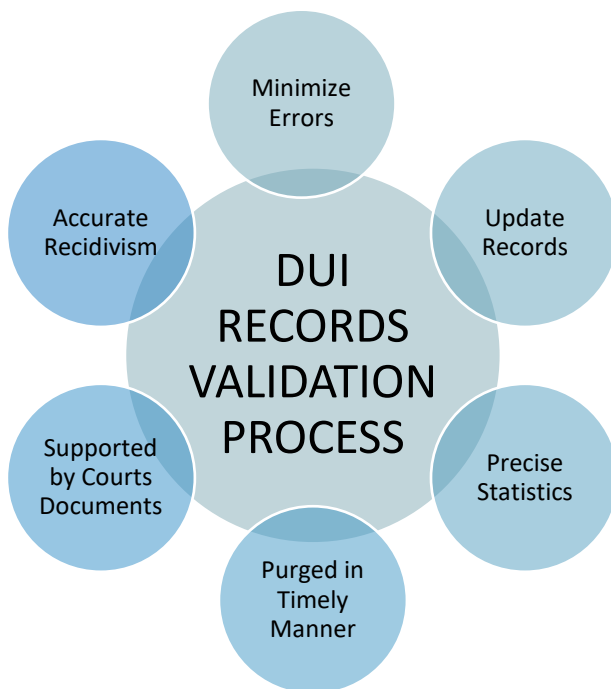 Minimize
Errors
Update
Records
Precise
Statistics
Purged in
Timely
Manner
Supported
by Courts
Documents
Accurate
Recidivism
DUI
RECORDS
VALIDATION
PROCESS